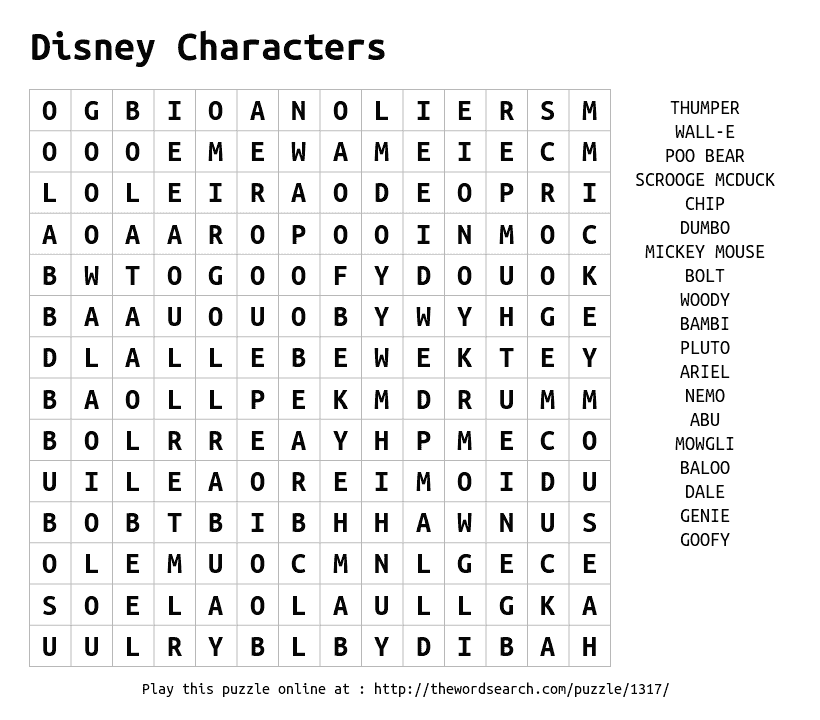 Disney Characters
O G B I O A N O L I E R S M
O O O E M E W A M E I E C M
L O L E I R A O D E O P R I
A O A A R O P O O I N M O C
B W T O G O O F Y D O U O K
B A A U O U O B Y W Y H G E
D L A L L E B E W E K T E Y
B A O L L P E K M D R U M M
B O L R R E A Y H P M E C O
U I L E A O R E I M O I D U
B O B T B I B H H A W N U S
O L E M U O C M N L G E C E
S O E L A O L A U L L G K A
U U L R Y B L B Y D I B A H
THUMPER
WALL-E
POO BEAR
SCROOGE MCDUCK
CHIP
DUMBO
MICKEY MOUSE
BOLT
WOODY
BAMBI
PLUTO
ARIEL
NEMO
ABU
MOWGLI
BALOO
DALE
GENIE
GOOFY
Play this puzzle online at : http://thewordsearch.com/puzzle/1317/